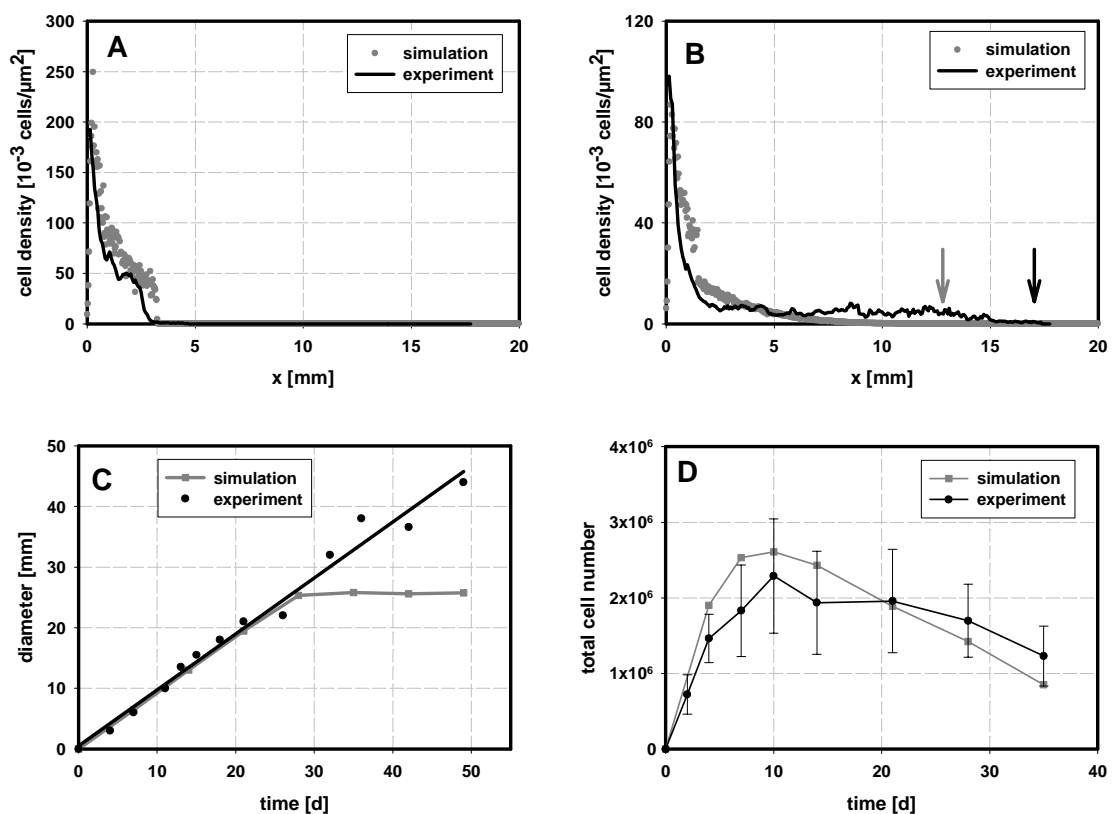 A
simulation
experiment
cell density [10⁻³ cells/µm²]
300
250
200
150
100
50
0
0 5 10 15 20
x [mm]
B
simulation
experiment
cell density [10⁻³ cells/µm²]
120
80
40
0
0 5 10 15 20
x [mm]
C
simulation
experiment
diameter [mm]
50
40
30
20
10
0
0 10 20 30 40 50
time [d]
D
simulation
experiment
total cell number
4x10⁶
3x10⁶
2x10⁶
1x10⁶
0
0 10 20 30 40
time [d]